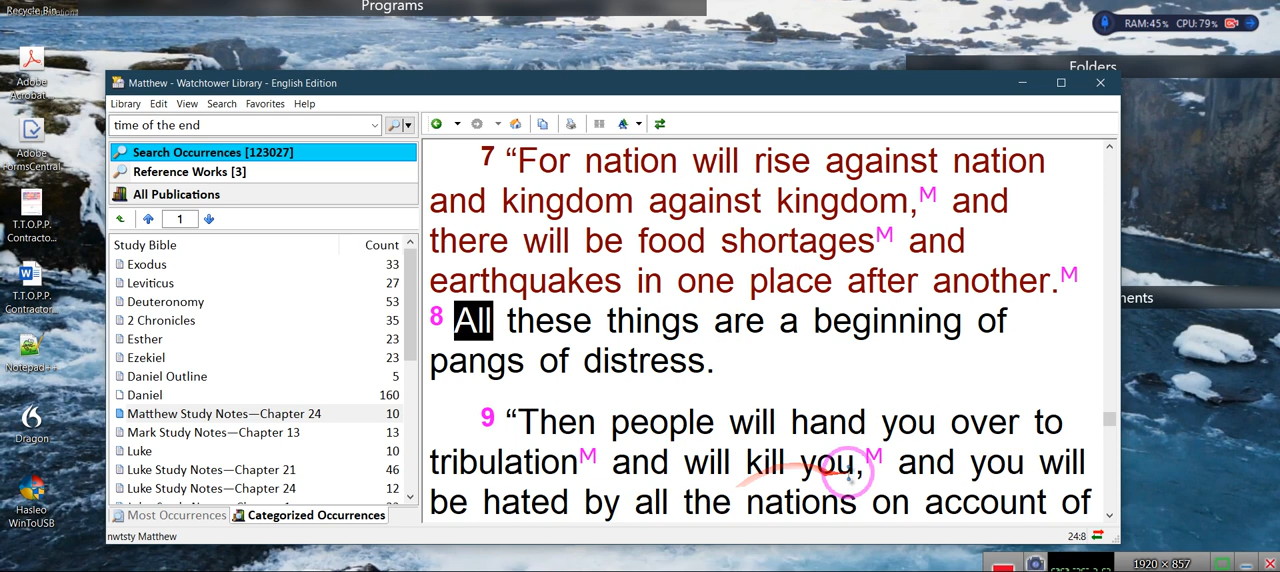 Recycle Bin
Programs
RAM:45% CPU:79%
Folders
Adobe
Acrobat...
Adobe
FormsCentral
T.T.O.P.P.
Contracto...
T.T.O.P.P.
Contractor...
Notepad++
Dragon
Hasleo
WinToUSB
Matthew - Watchtower Library - English Edition
Library Edit View Search Favorites Help
time of the end
Search Occurrences [123027]
Reference Works [3]
All Publications
1
Study Bible Count
Exodus 33
Leviticus 27
Deuteronomy 53
2 Chronicles 35
Esther 23
Ezekiel 23
Daniel Outline 5
Daniel 160
Matthew Study Notes—Chapter 24 10
Mark Study Notes—Chapter 13 13
Luke 10
Luke Study Notes—Chapter 21 46
Luke Study Notes—Chapter 24 12
Most Occurrences Categorized Occurrences
nwtsty Matthew
7 “For nation will rise against nation
and kingdom against kingdom,M and
there will be food shortagesM and
earthquakes in one place after another.M
8 All these things are a beginning of
pangs of distress.
9 “Then people will hand you over to
tribulationM and will kill you,M and you will
be hated by all the nations on account of
24:8
ments
1920 × 857